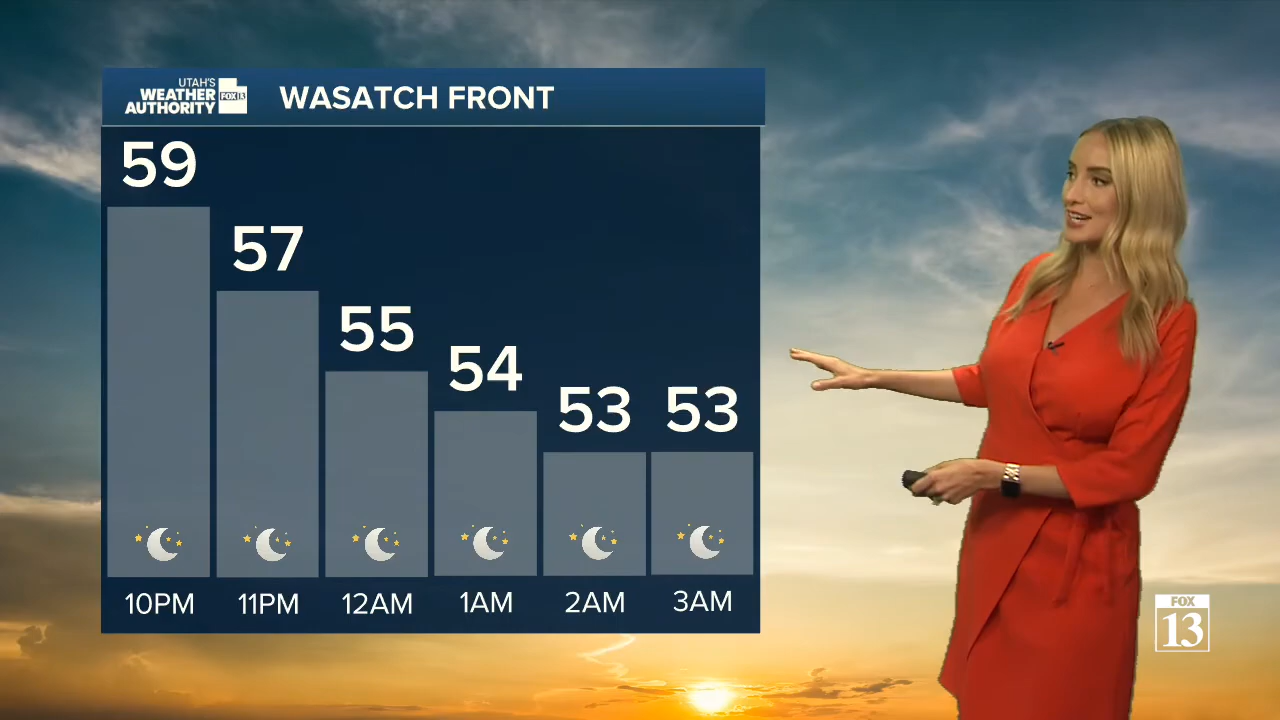 UTAH'S
WEATHER
AUTHORITY
FOX 13
WASATCH FRONT
59
57
55
54
53
53
10PM
11PM
12AM
1AM
2AM
3AM
FOX
13